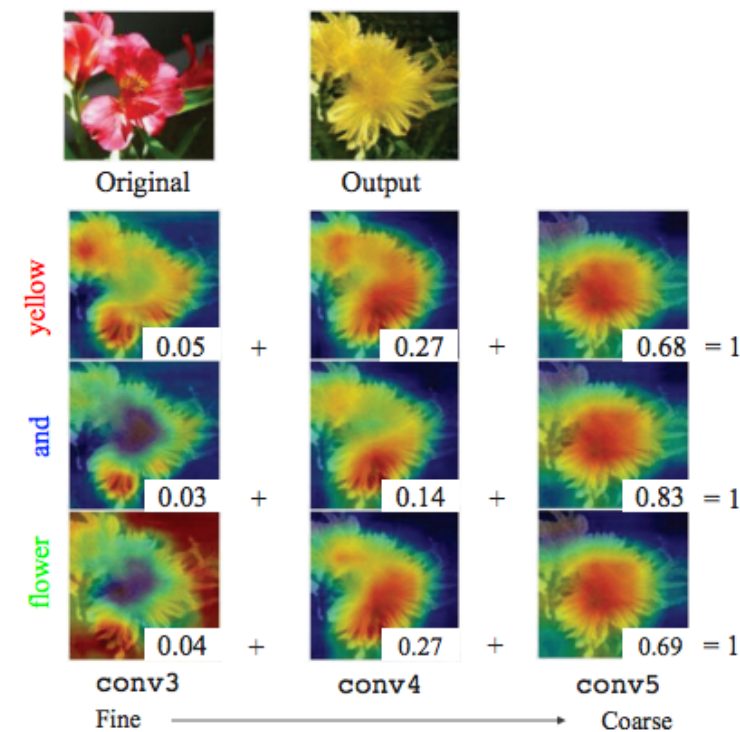 Original Output
yellow 0.05 + 0.27 + 0.68 = 1
and 0.03 + 0.14 + 0.83 = 1
flower 0.04 + 0.27 + 0.69 = 1
conv3 conv4 conv5
Fine Coarse